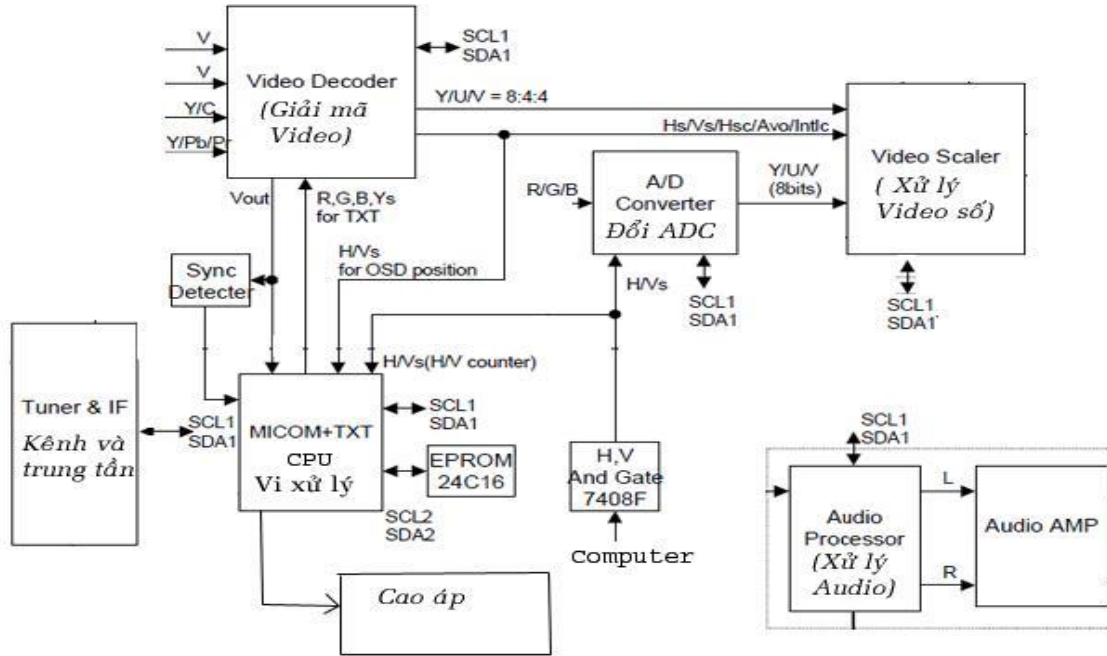 V
V
Y/C
Y/Pb/Pr
Video Decoder
(Giải mã
Video)
SCL1
SDA1
Y/U/V = 8:4:4
Hs/Vs/Hsc/Avo/Intlc
Video Scaler
( Xử lý
Video số)
SCL1
SDA1
R/G/B
A/D
Converter
Đổi ADC
Y/U/V
(8bits)
SCL1
SDA1
H/Vs
Vout
R,G,B,Ys
for TXT
H/Vs
for OSD position
Sync
Detecter
H/Vs(H/V counter)
Tuner & IF
Kênh và
trung tần
SCL1
SDA1
MICOM+TXT
CPU
Vi xử lý
SCL1
SDA1
EPROM
24C16
SCL2
SDA2
H,V
And Gate
7408F
Computer
Cao áp
SCL1
SDA1
Audio
Processor
(Xử lý
Audio)
L
R
Audio AMP